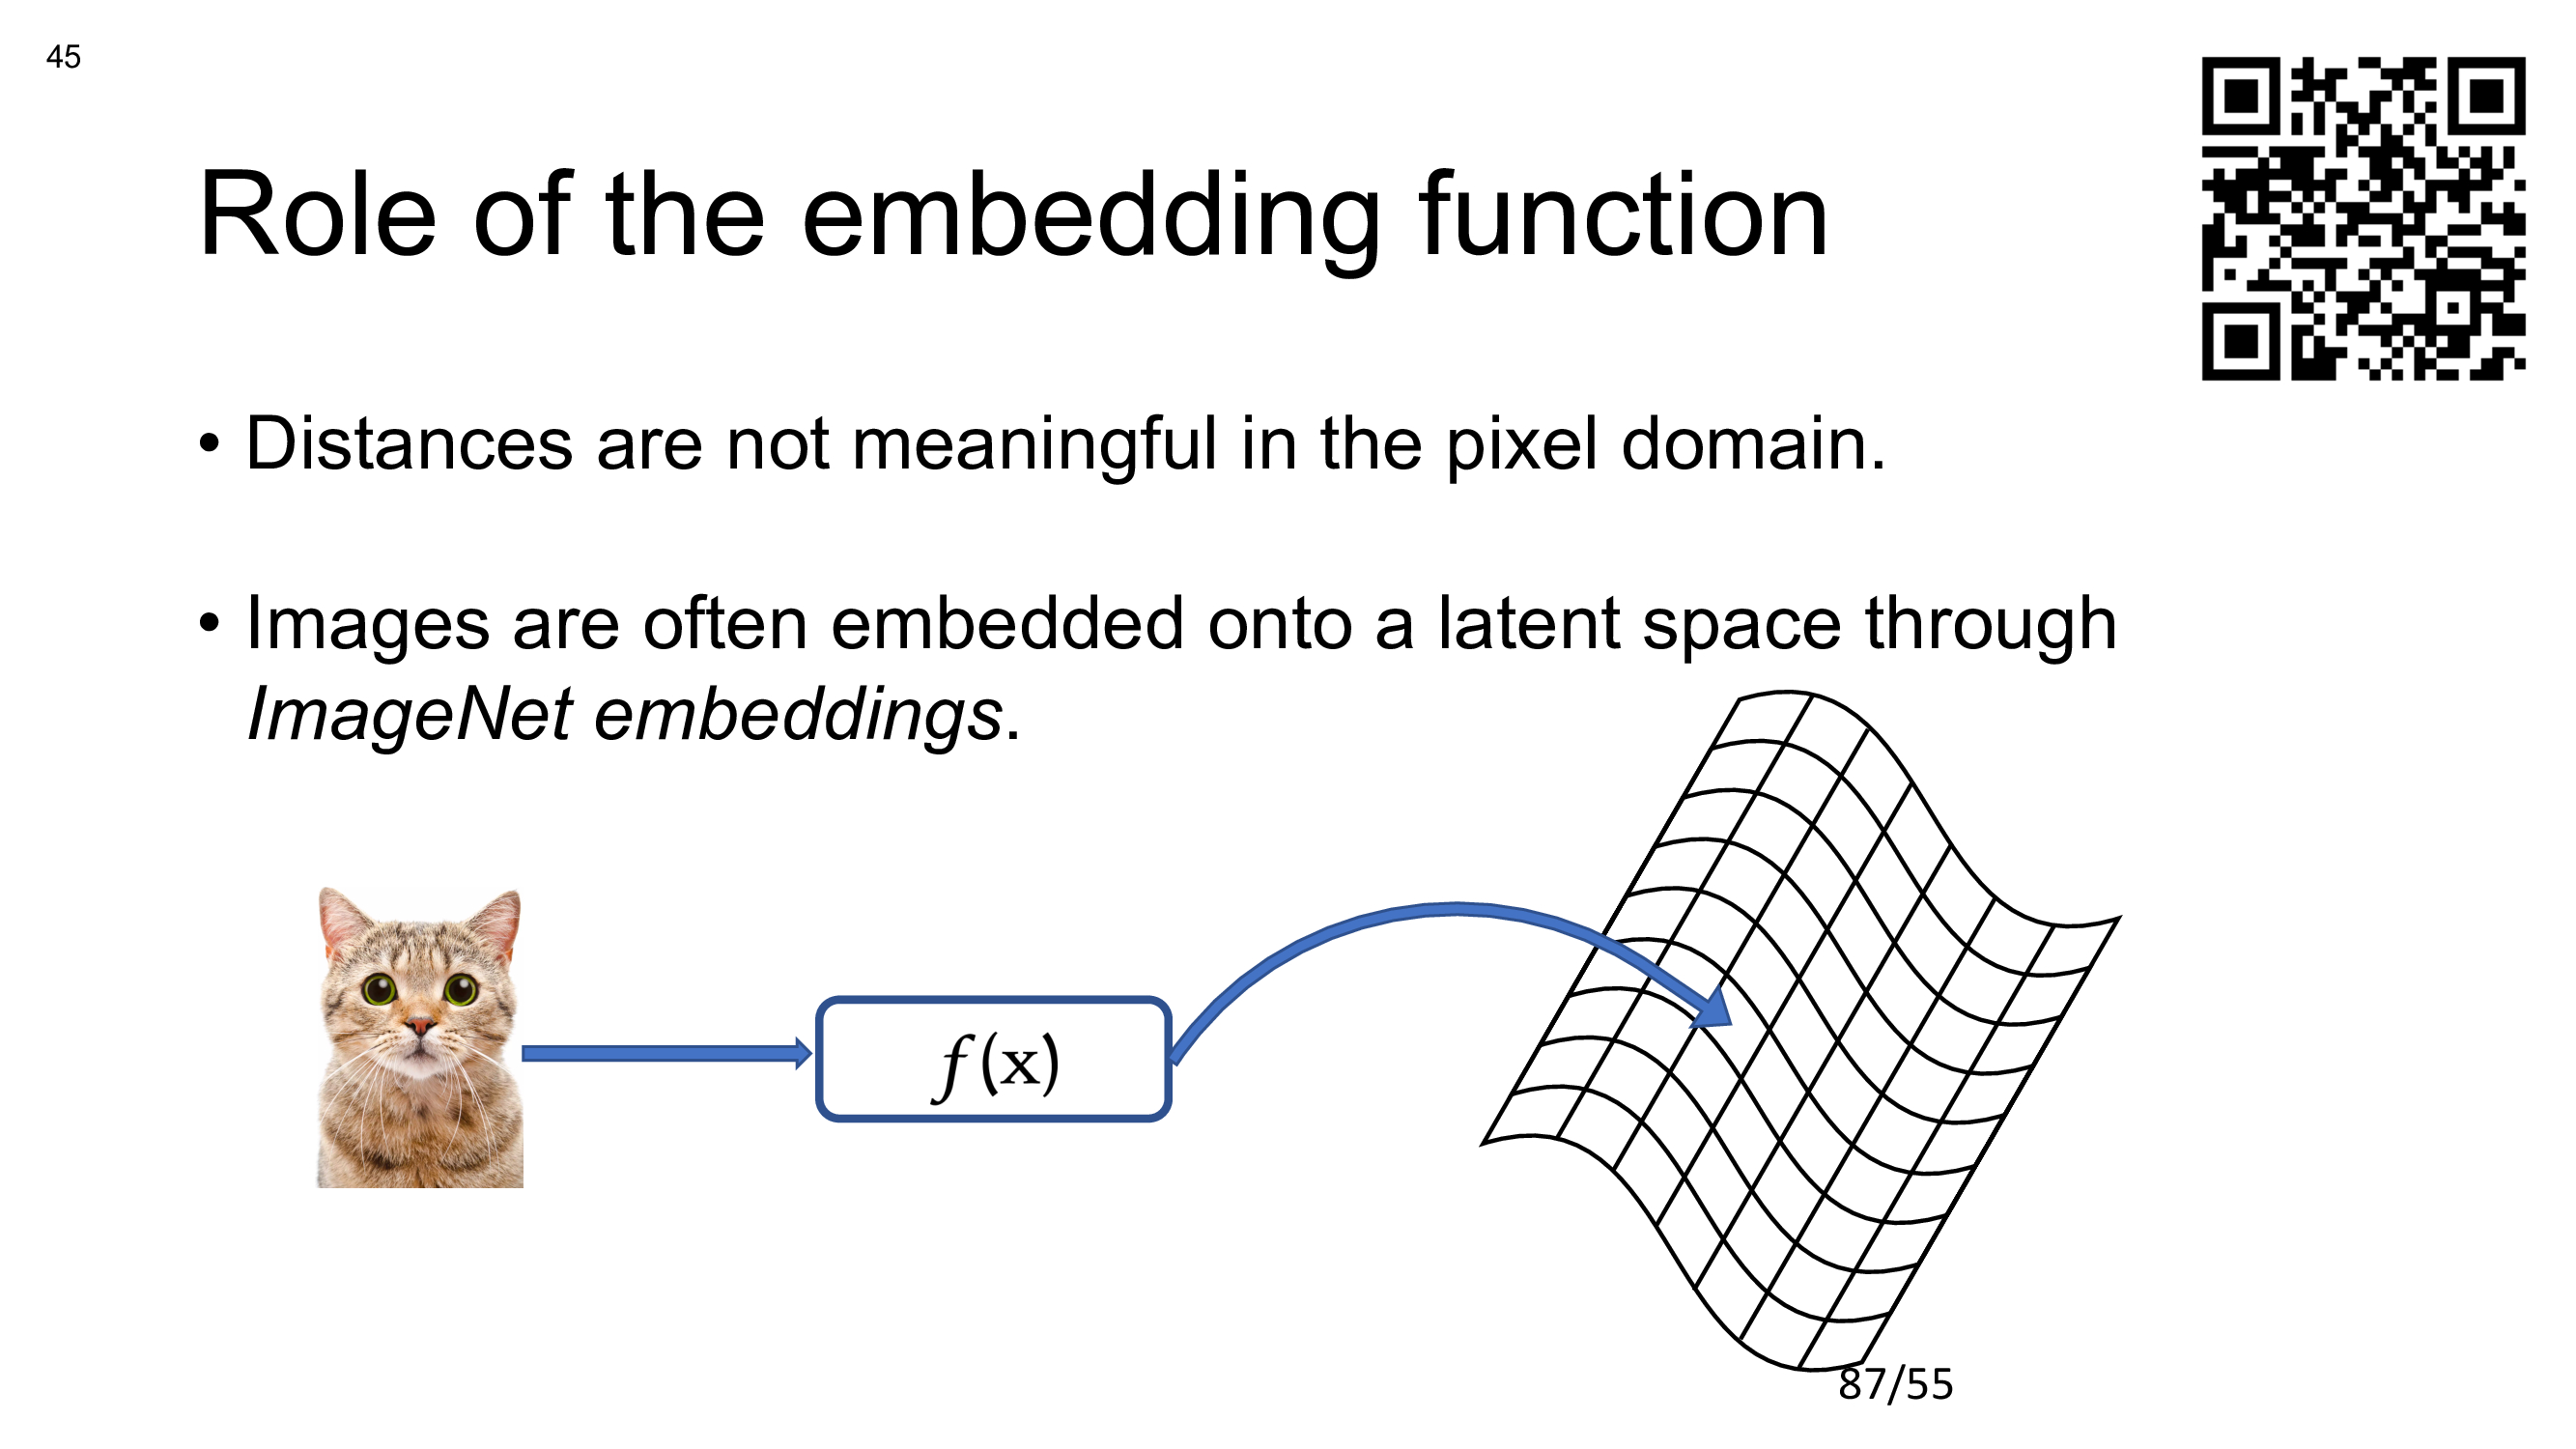 45
Role of the embedding function
• Distances are not meaningful in the pixel domain.
• Images are often embedded onto a latent space through
ImageNet embeddings.
f(x)
87/55